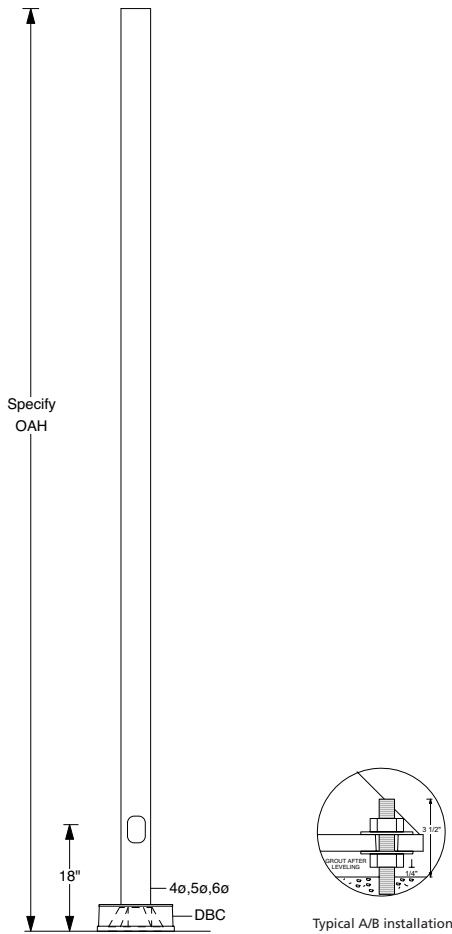 Specify
OAH
18"
4ø,5ø,6ø
DBC
3 1/2"
GROUT AFTER
LEVELING
1/4"
Typical A/B installation